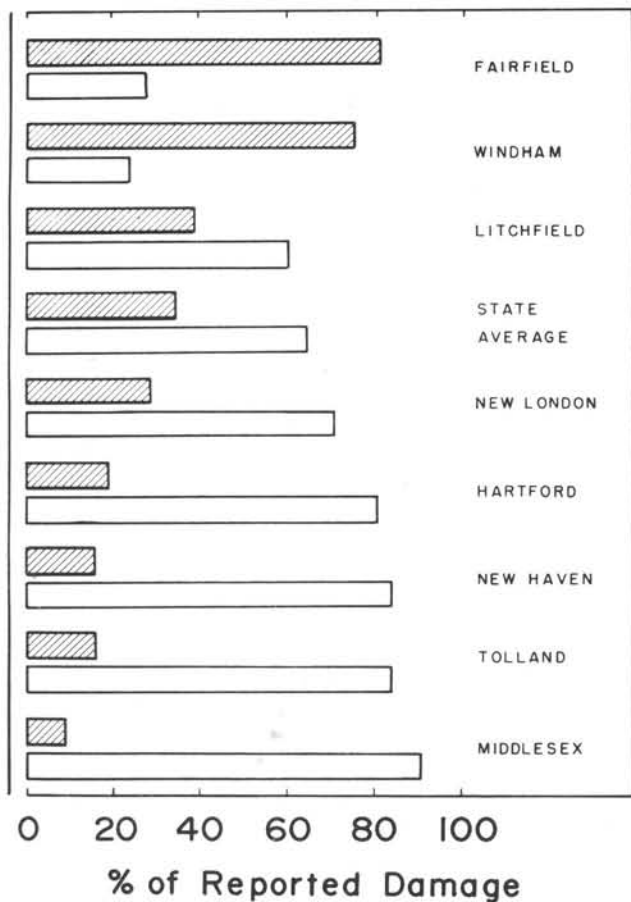 FAIRFIELD
WINDHAM
LITCHFIELD
STATE
AVERAGE
NEW LONDON
HARTFORD
NEW HAVEN
TOLLAND
MIDDLESEX
0 20 40 60 80 100
% of Reported Damage